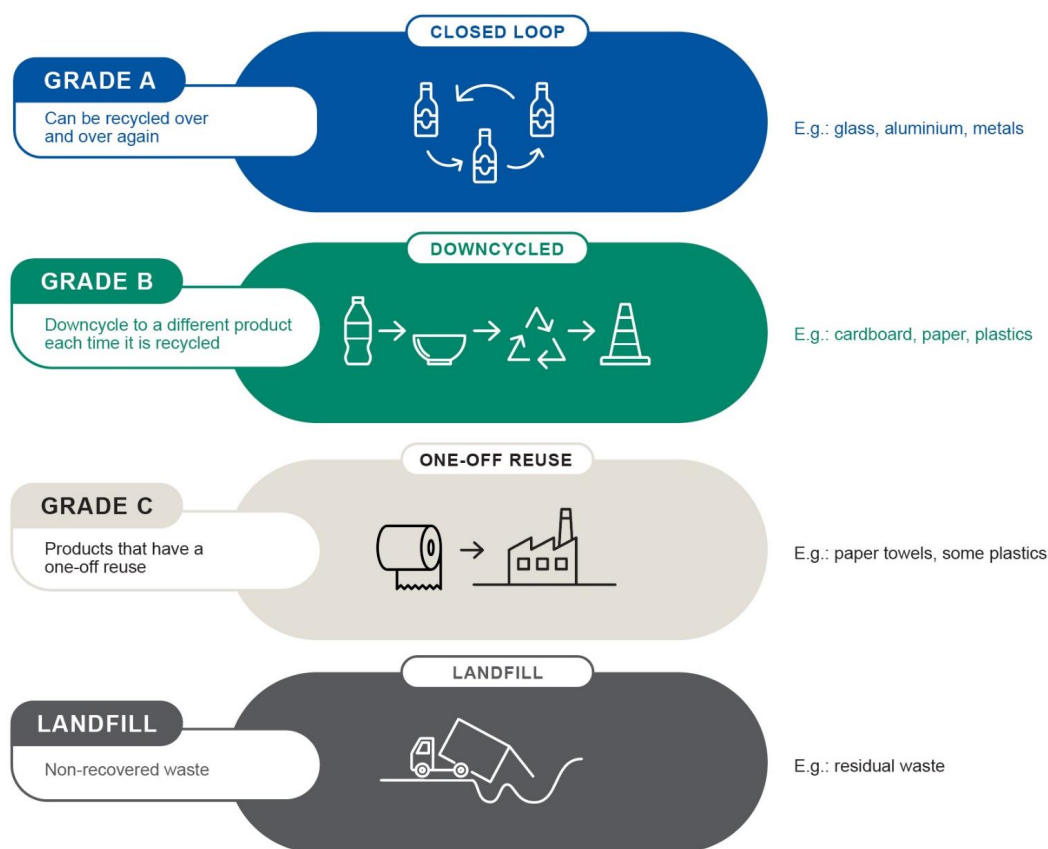 CLOSED LOOP
GRADE A
Can be recycled over
and over again
E.g.: glass, aluminium, metals
DOWNCYCLED
GRADE B
Downcycle to a different product
each time it is recycled
E.g.: cardboard, paper, plastics
ONE-OFF REUSE
GRADE C
Products that have a
one-off reuse
E.g.: paper towels, some plastics
LANDFILL
LANDFILL
Non-recovered waste
E.g.: residual waste